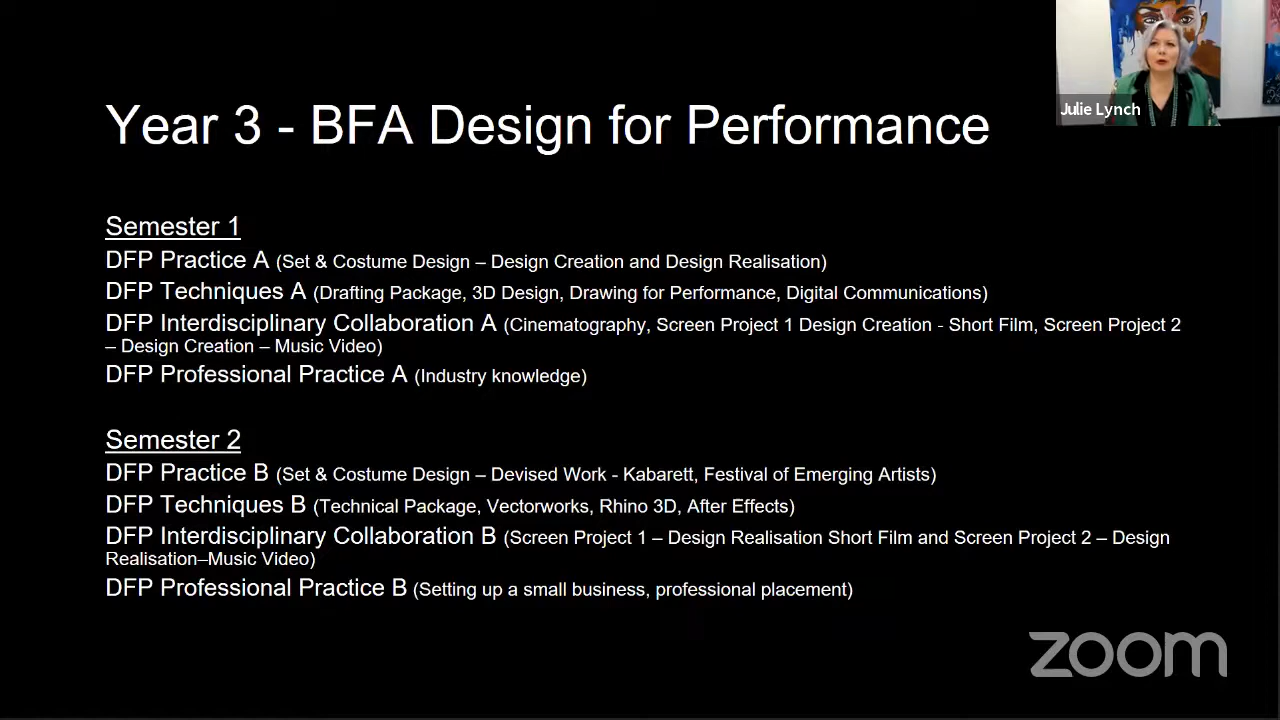 Julie Lynch
Year 3 - BFA Design for Performance
Semester 1
DFP Practice A (Set & Costume Design – Design Creation and Design Realisation)
DFP Techniques A (Drafting Package, 3D Design, Drawing for Performance, Digital Communications)
DFP Interdisciplinary Collaboration A (Cinematography, Screen Project 1 Design Creation - Short Film, Screen Project 2
– Design Creation – Music Video)
DFP Professional Practice A (Industry knowledge)
Semester 2
DFP Practice B (Set & Costume Design – Devised Work - Kabarett, Festival of Emerging Artists)
DFP Techniques B (Technical Package, Vectorworks, Rhino 3D, After Effects)
DFP Interdisciplinary Collaboration B (Screen Project 1 – Design Realisation Short Film and Screen Project 2 – Design
Realisation–Music Video)
DFP Professional Practice B (Setting up a small business, professional placement)
zoom